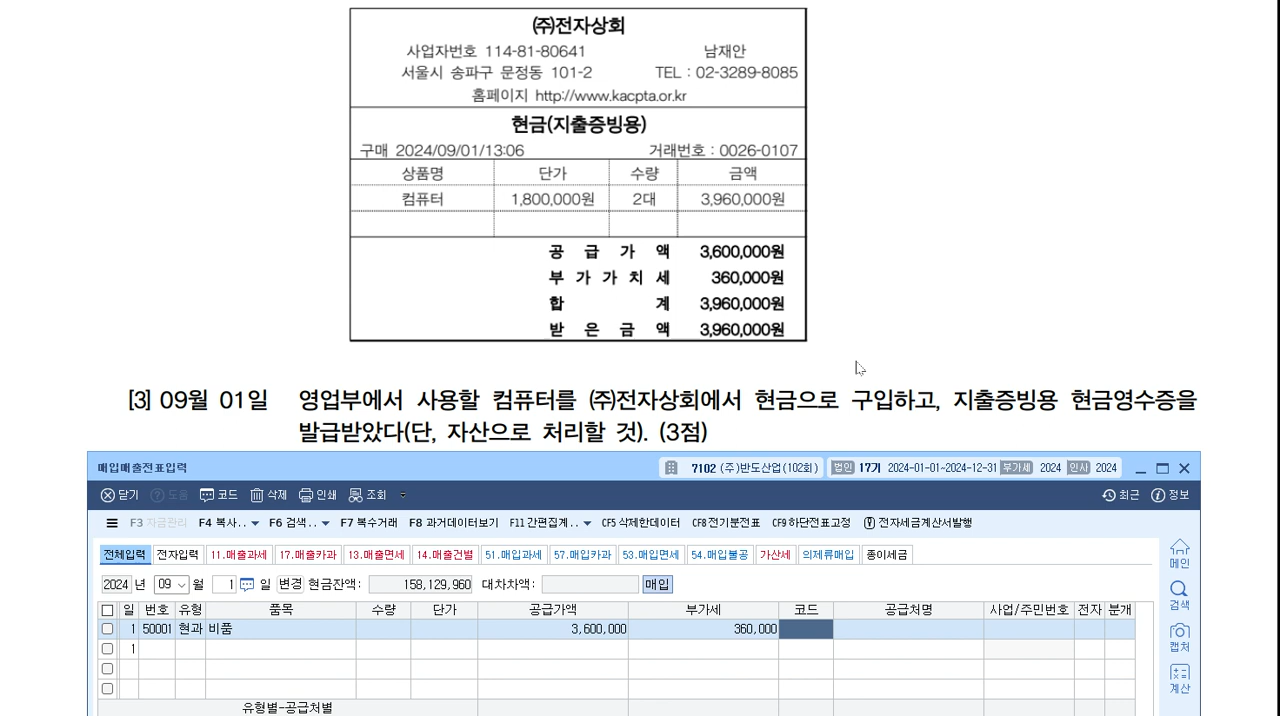 ㈜전자상회
사업자번호 114-81-80641 남재안
서울시 송파구 문정동 101-2 TEL : 02-3289-8085
홈페이지 http://www.kacpta.or.kr
현금(지출증빙용)
구매 2024/09/01/13:06 거래번호 : 0026-0107
상품명 단가 수량 금액
컴퓨터 1,800,000원 2대 3,960,000원
공 급 가 액 3,600,000원
부 가 가 치 세 360,000원
합 계 3,960,000원
받 은 금 액 3,960,000원
[3] 09월 01일 영업부에서 사용할 컴퓨터를 ㈜전자상회에서 현금으로 구입하고, 지출증빙용 현금영수증을
발급받았다(단, 자산으로 처리할 것). (3점)
매입매출전표입력 7102 (주)반도산업(102회) 법인 17기 2024-01-01~2024-12-31 부가세 2024 인사 2024
닫기 도움 코드 삭제 인쇄 조회 최근 정보
F3 자금관리 F4 복사.. F6 검색.. F7 복수거래 F8 과거데이터보기 F11 간편집계.. CF5 삭제한데이터 CF8 전기분전표 CF9 하단전표고정 전자세금계산서발행
전체입력 전자입력 11.매출과세 17.매출카과 13.매출면세 14.매출건별 51.매입과세 57.매입카과 53.매입면세 54.매입불공 가산세 의제류매입 종이세금
2024 년 09 월 1 일 변경 현금잔액: 158,129,960 대차차액: 매입
일 번호 유형 품목 수량 단가 공급가액 부가세 코드 공급처명 사업/주민번호 전자 분개
1 50001 현과 비품 3,600,000 360,000
1
유형별-공급처별
메인
검색
캡처
계산